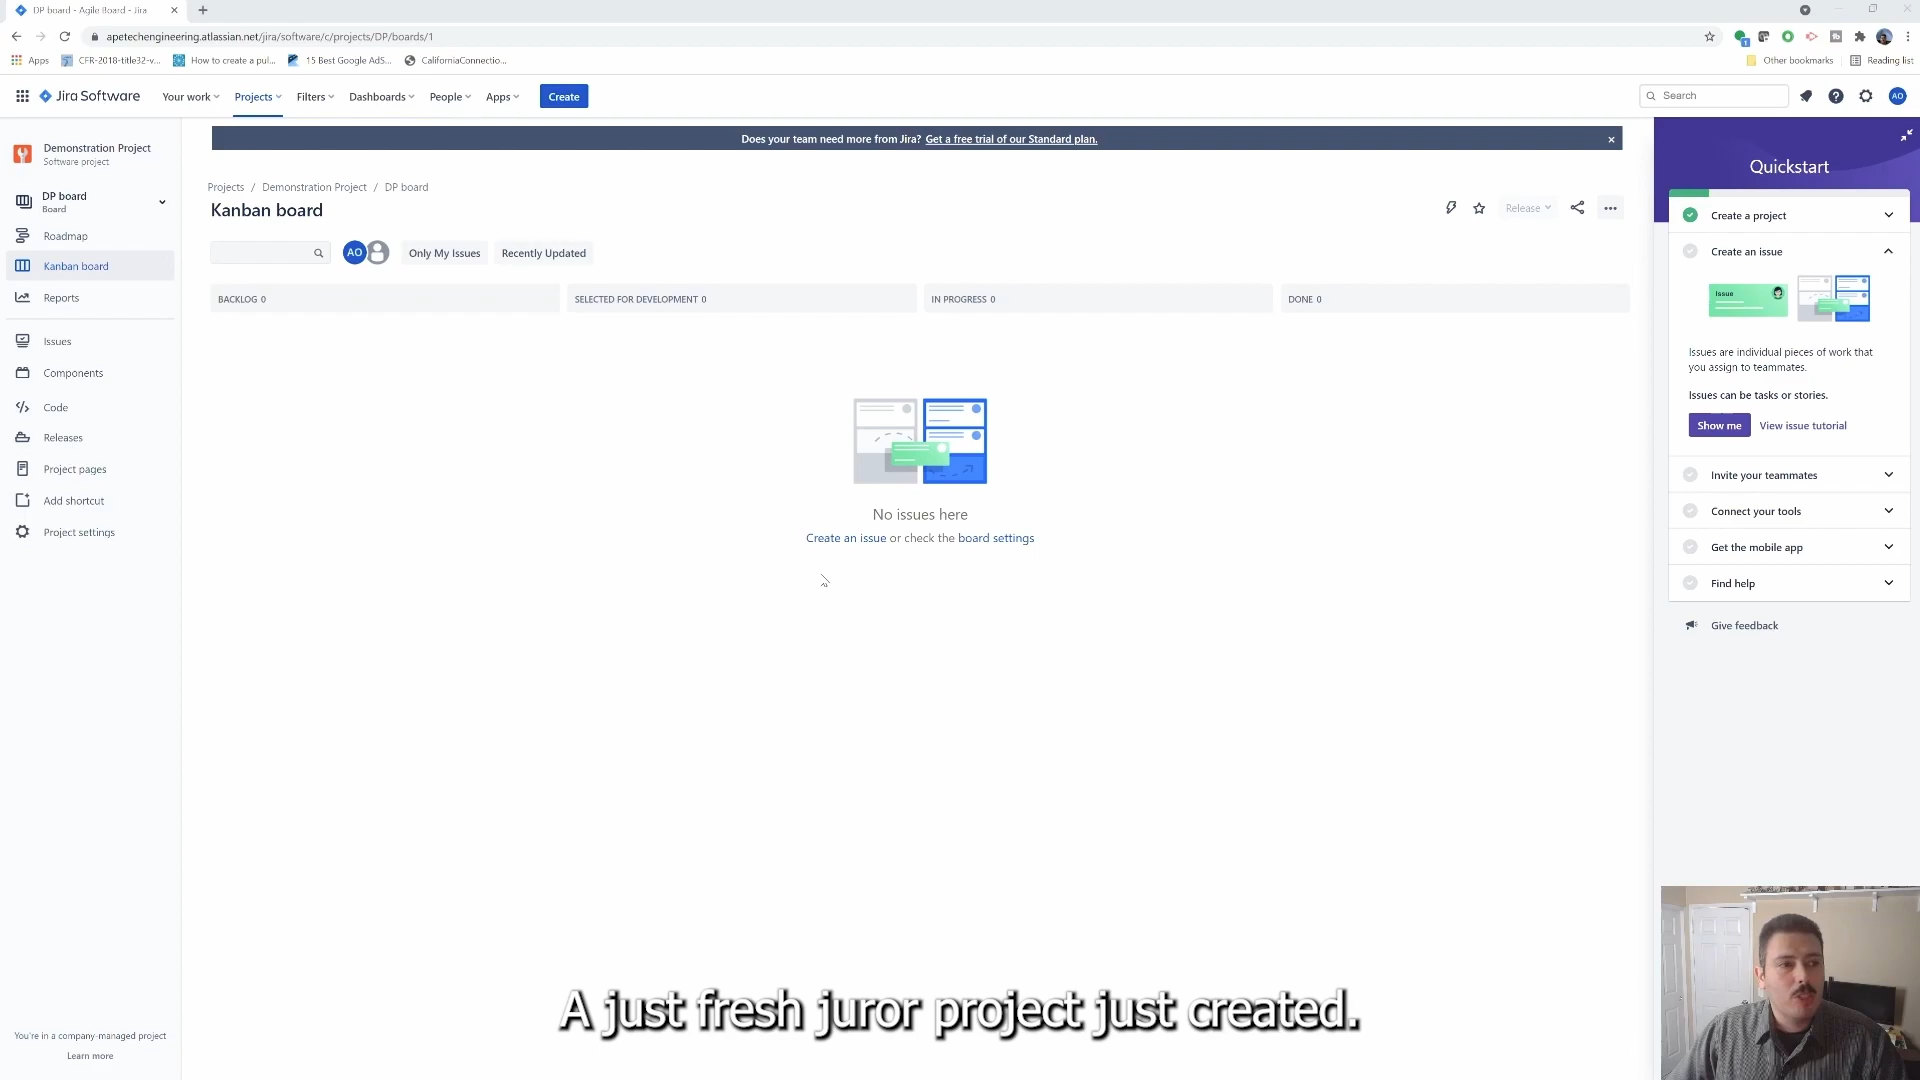 DP board - Agile Board - Jira
apetechengineering.atlassian.net/jira/software/c/projects/DP/boards/1
Apps
CFR-2018-title32-v...
How to create a pul...
15 Best Google AdS...
CaliforniaConnectio...
Other bookmarks
Reading list
Jira Software
Your work
Projects
Filters
Dashboards
People
Apps
Create
Search
AO
Demonstration Project
Software project
DP board
Board
Roadmap
Kanban board
Reports
Issues
Components
Code
Releases
Project pages
Add shortcut
Project settings
You're in a company-managed project
Learn more
Does your team need more from Jira? Get a free trial of our Standard plan.
Projects / Demonstration Project / DP board
Kanban board
Release
AO
Only My Issues
Recently Updated
BACKLOG 0
SELECTED FOR DEVELOPMENT 0
IN PROGRESS 0
DONE 0
No issues here
Create an issue or check the board settings
Quickstart
Create a project
Create an issue
Issue
Issues are individual pieces of work that
you assign to teammates.
Issues can be tasks or stories.
Show me
View issue tutorial
Invite your teammates
Connect your tools
Get the mobile app
Find help
Give feedback
A just fresh juror project just created.